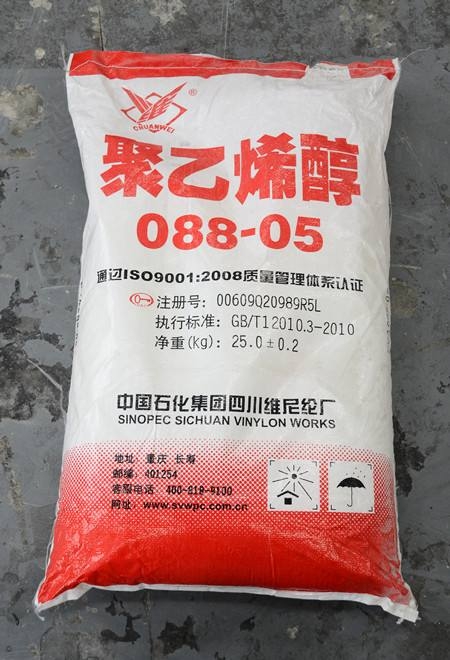 ®
CHUANWEI
聚乙烯醇
088-05
通过ISO9001:2008质量管理体系认证
注册号: 00609Q20989R5L
执行标准: GB/T12010.3-2010
净重(kg): 25.0±0.2
中国石化集团四川维尼纶厂
SINOPEC SICHUAN VINYLON WORKS
地址: 重庆 长寿
邮编: 401254
客服电话: 400-819-9100
网址: www.svwpc.com.cn